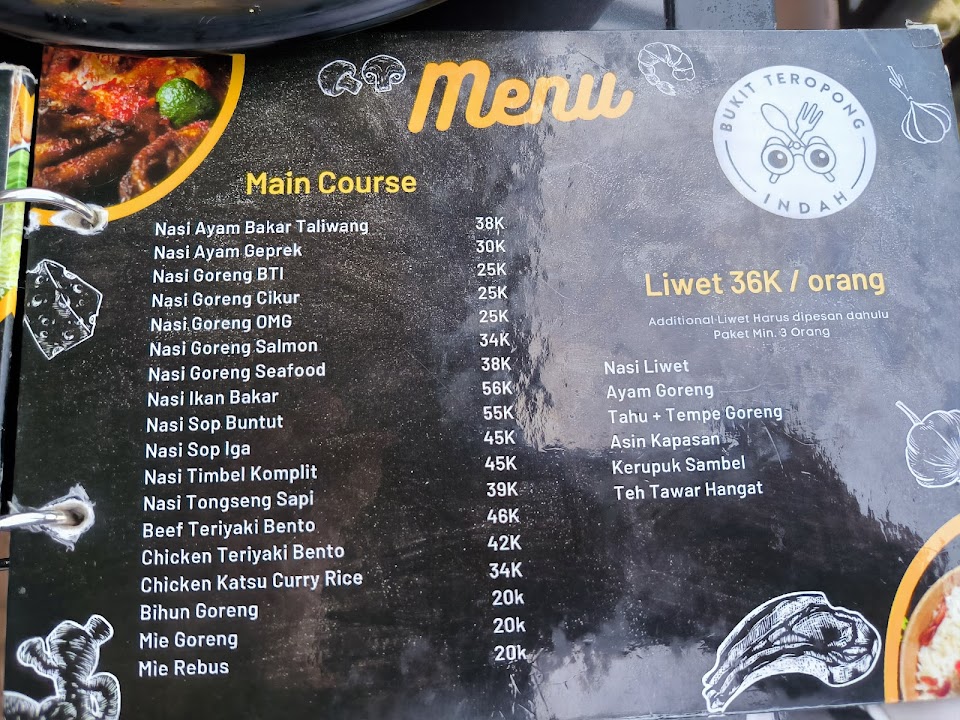 Menu
BUKIT TEROPONG
INDAH
Main Course
Nasi Ayam Bakar Taliwang 38K
Nasi Ayam Geprek 30K
Nasi Goreng BTI 25K
Nasi Goreng Cikur 25K
Nasi Goreng OMG 25K
Nasi Goreng Salmon 34K
Nasi Goreng Seafood 38K
Nasi Ikan Bakar 56K
Nasi Sop Buntut 55K
Nasi Sop Iga 45K
Nasi Timbel Komplit 45K
Nasi Tongseng Sapi 39K
Beef Teriyaki Bento 46K
Chicken Teriyaki Bento 42K
Chicken Katsu Curry Rice 34K
Bihun Goreng 20k
Mie Goreng 20k
Mie Rebus 20k
Liwet 36K / orang
Additional Liwet Harus dipesan dahulu
Paket Min. 3 Orang
Nasi Liwet
Ayam Goreng
Tahu + Tempe Goreng
Asin Kapasan
Kerupuk Sambel
Teh Tawar Hangat